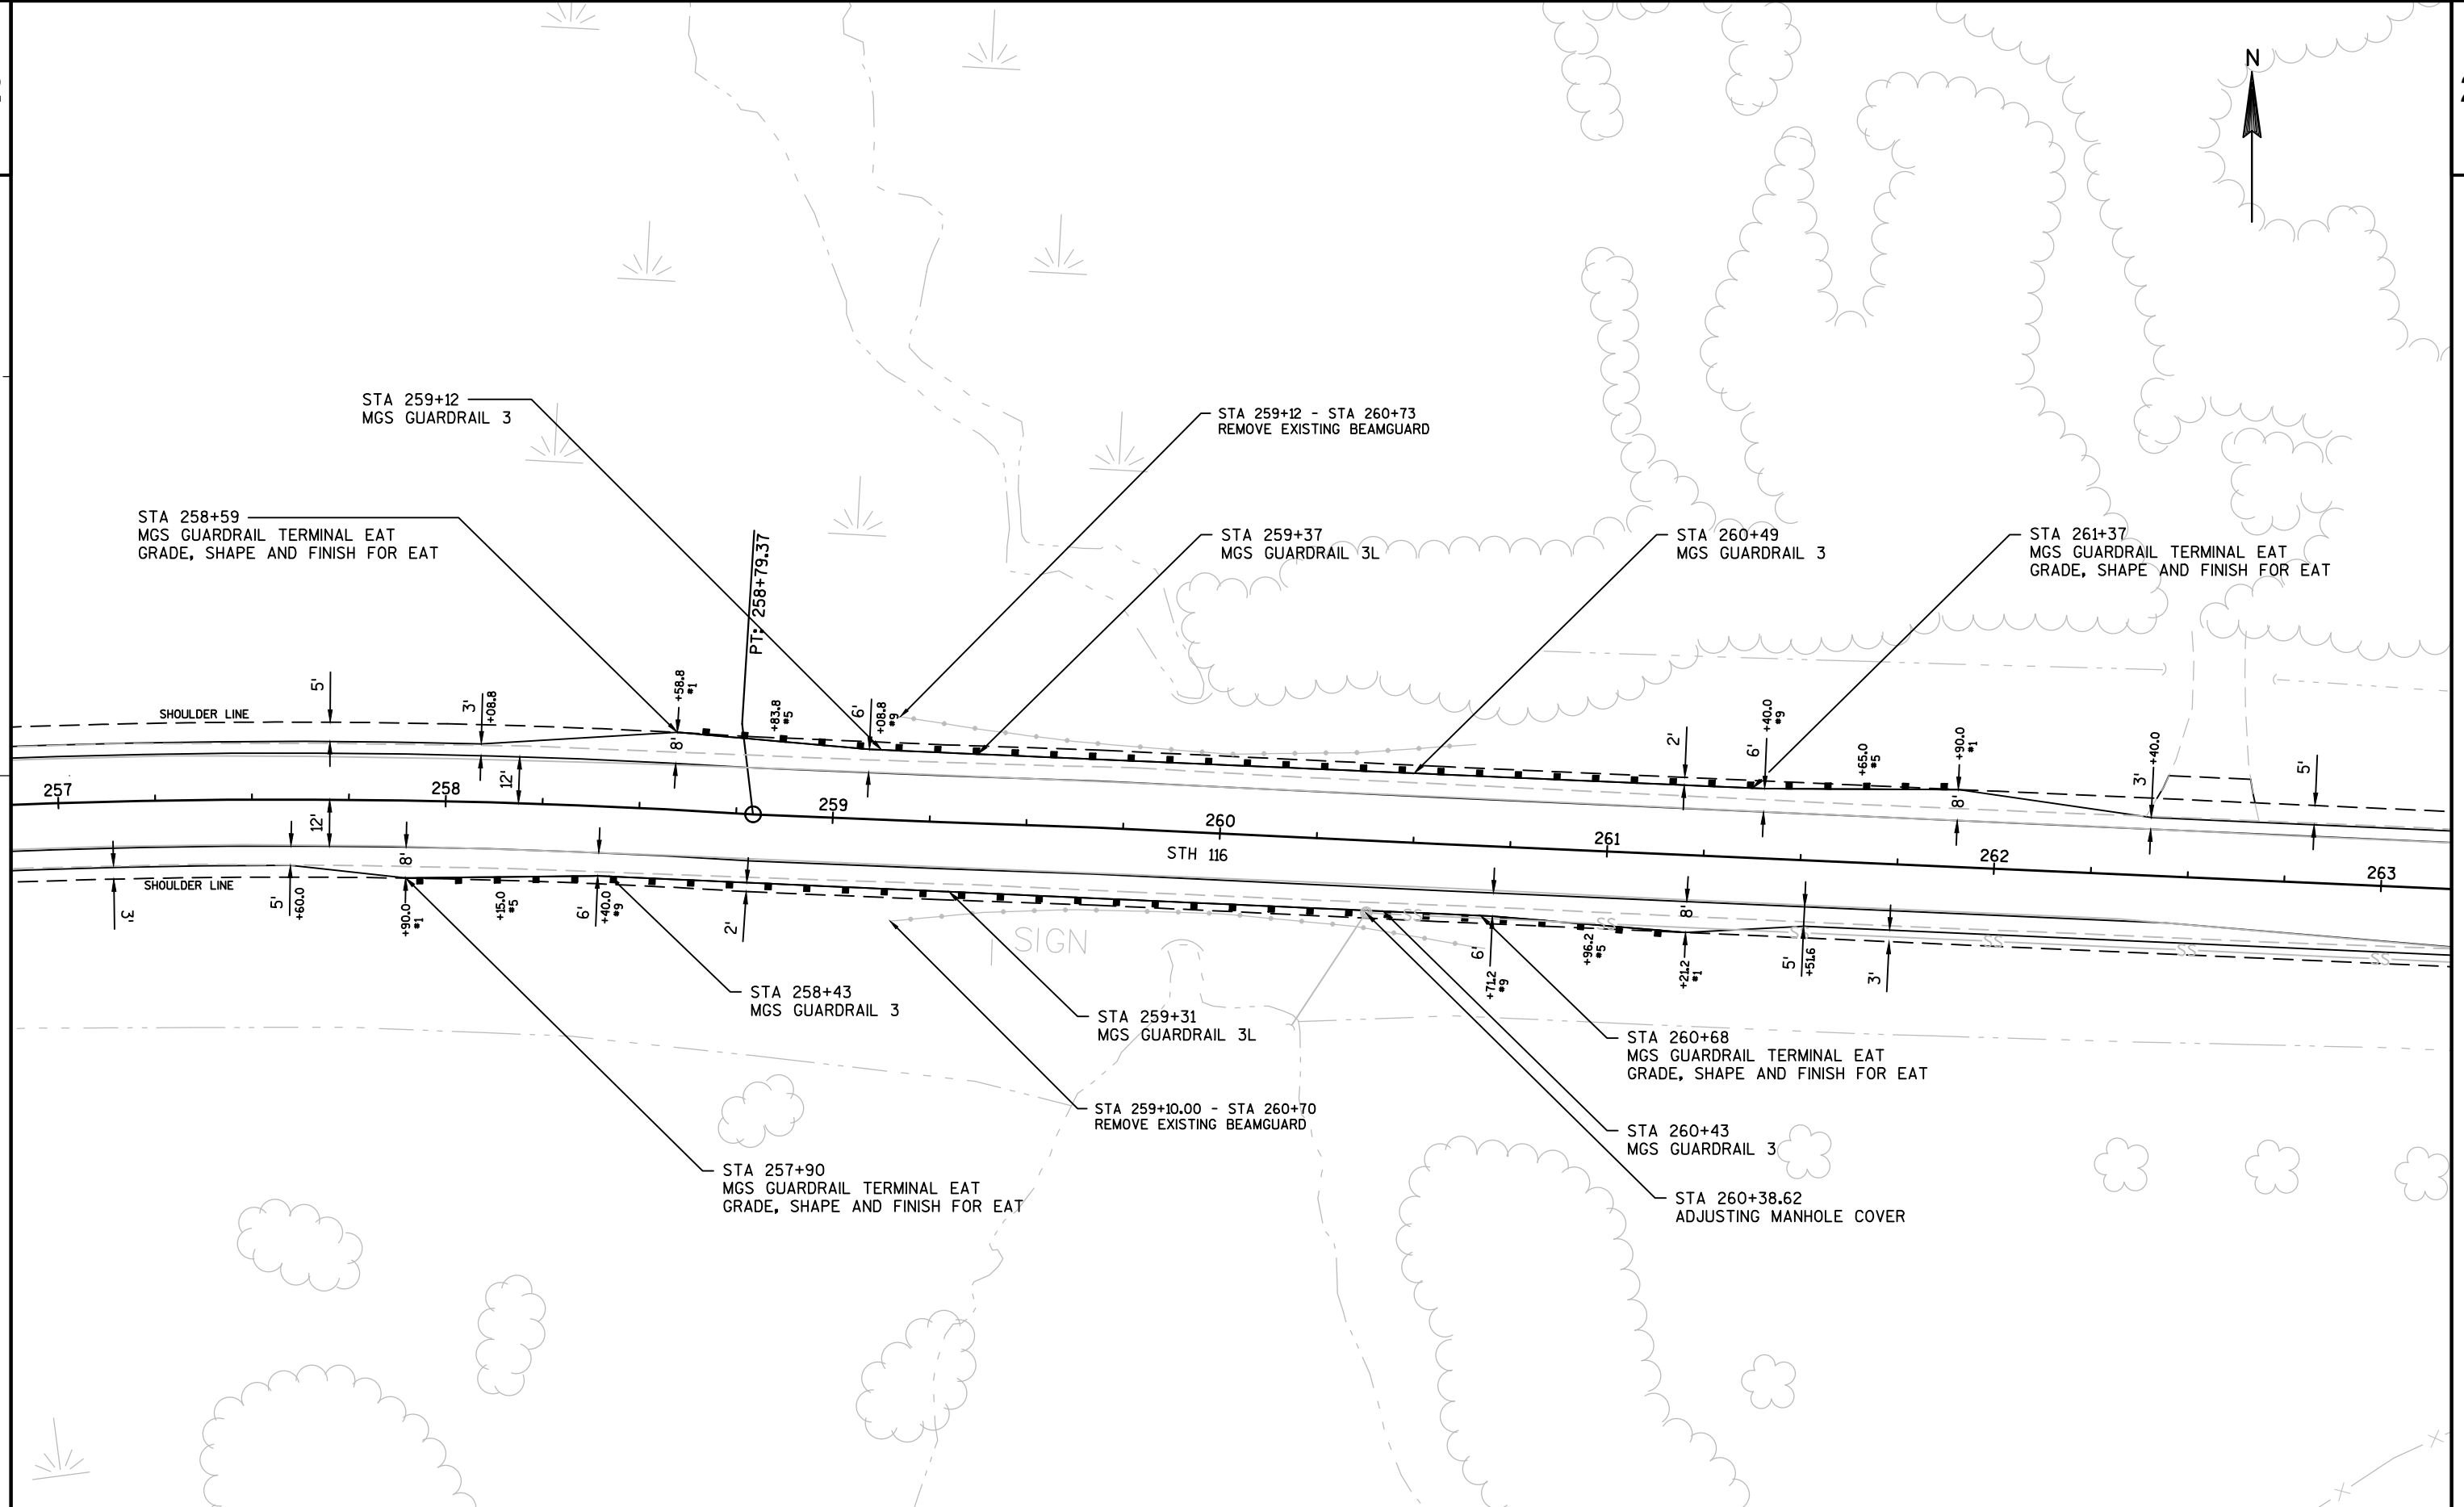 N
STA 259+12
MGS GUARDRAIL 3
STA 259+12 - STA 260+73
REMOVE EXISTING BEAMGUARD
STA 258+59
MGS GUARDRAIL TERMINAL EAT
GRADE, SHAPE AND FINISH FOR EAT
PT: 258+79.37
STA 259+37
MGS GUARDRAIL 3L
STA 260+49
MGS GUARDRAIL 3
STA 261+37
MGS GUARDRAIL TERMINAL EAT
GRADE, SHAPE AND FINISH FOR EAT
SHOULDER LINE
5'
3'
+08.8
+58.8
#1
8'
+83.8
#5
6'
+08.8
#9
2'
6'
+40.0
#9
+65.0
#5
+90.0
#1
8'
3'
+40.0
5'
12'
12'
257
258
259
260
261
262
263
STH 116
SHOULDER LINE
3'
5'
+60.0
8'
+90.0
#1
+15.0
#5
6'
+40.0
#9
2'
SIGN
SS
SS
SS
SS
SS
SS
6'
+71.2
#9
+96.2
#5
8'
+21.2
#1
5'
+51.6
3'
STA 258+43
MGS GUARDRAIL 3
STA 259+31
MGS GUARDRAIL 3L
STA 260+68
MGS GUARDRAIL TERMINAL EAT
GRADE, SHAPE AND FINISH FOR EAT
STA 259+10.00 - STA 260+70
REMOVE EXISTING BEAMGUARD
STA 260+43
MGS GUARDRAIL 3
STA 257+90
MGS GUARDRAIL TERMINAL EAT
GRADE, SHAPE AND FINISH FOR EAT
STA 260+38.62
ADJUSTING MANHOLE COVER